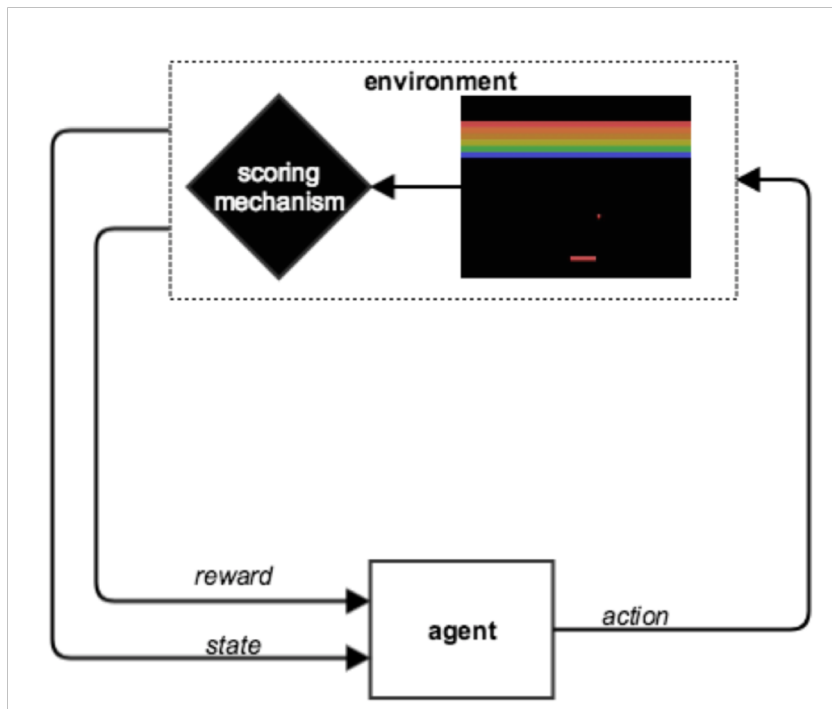 environment
scoring
mechanism
reward
action
agent
state